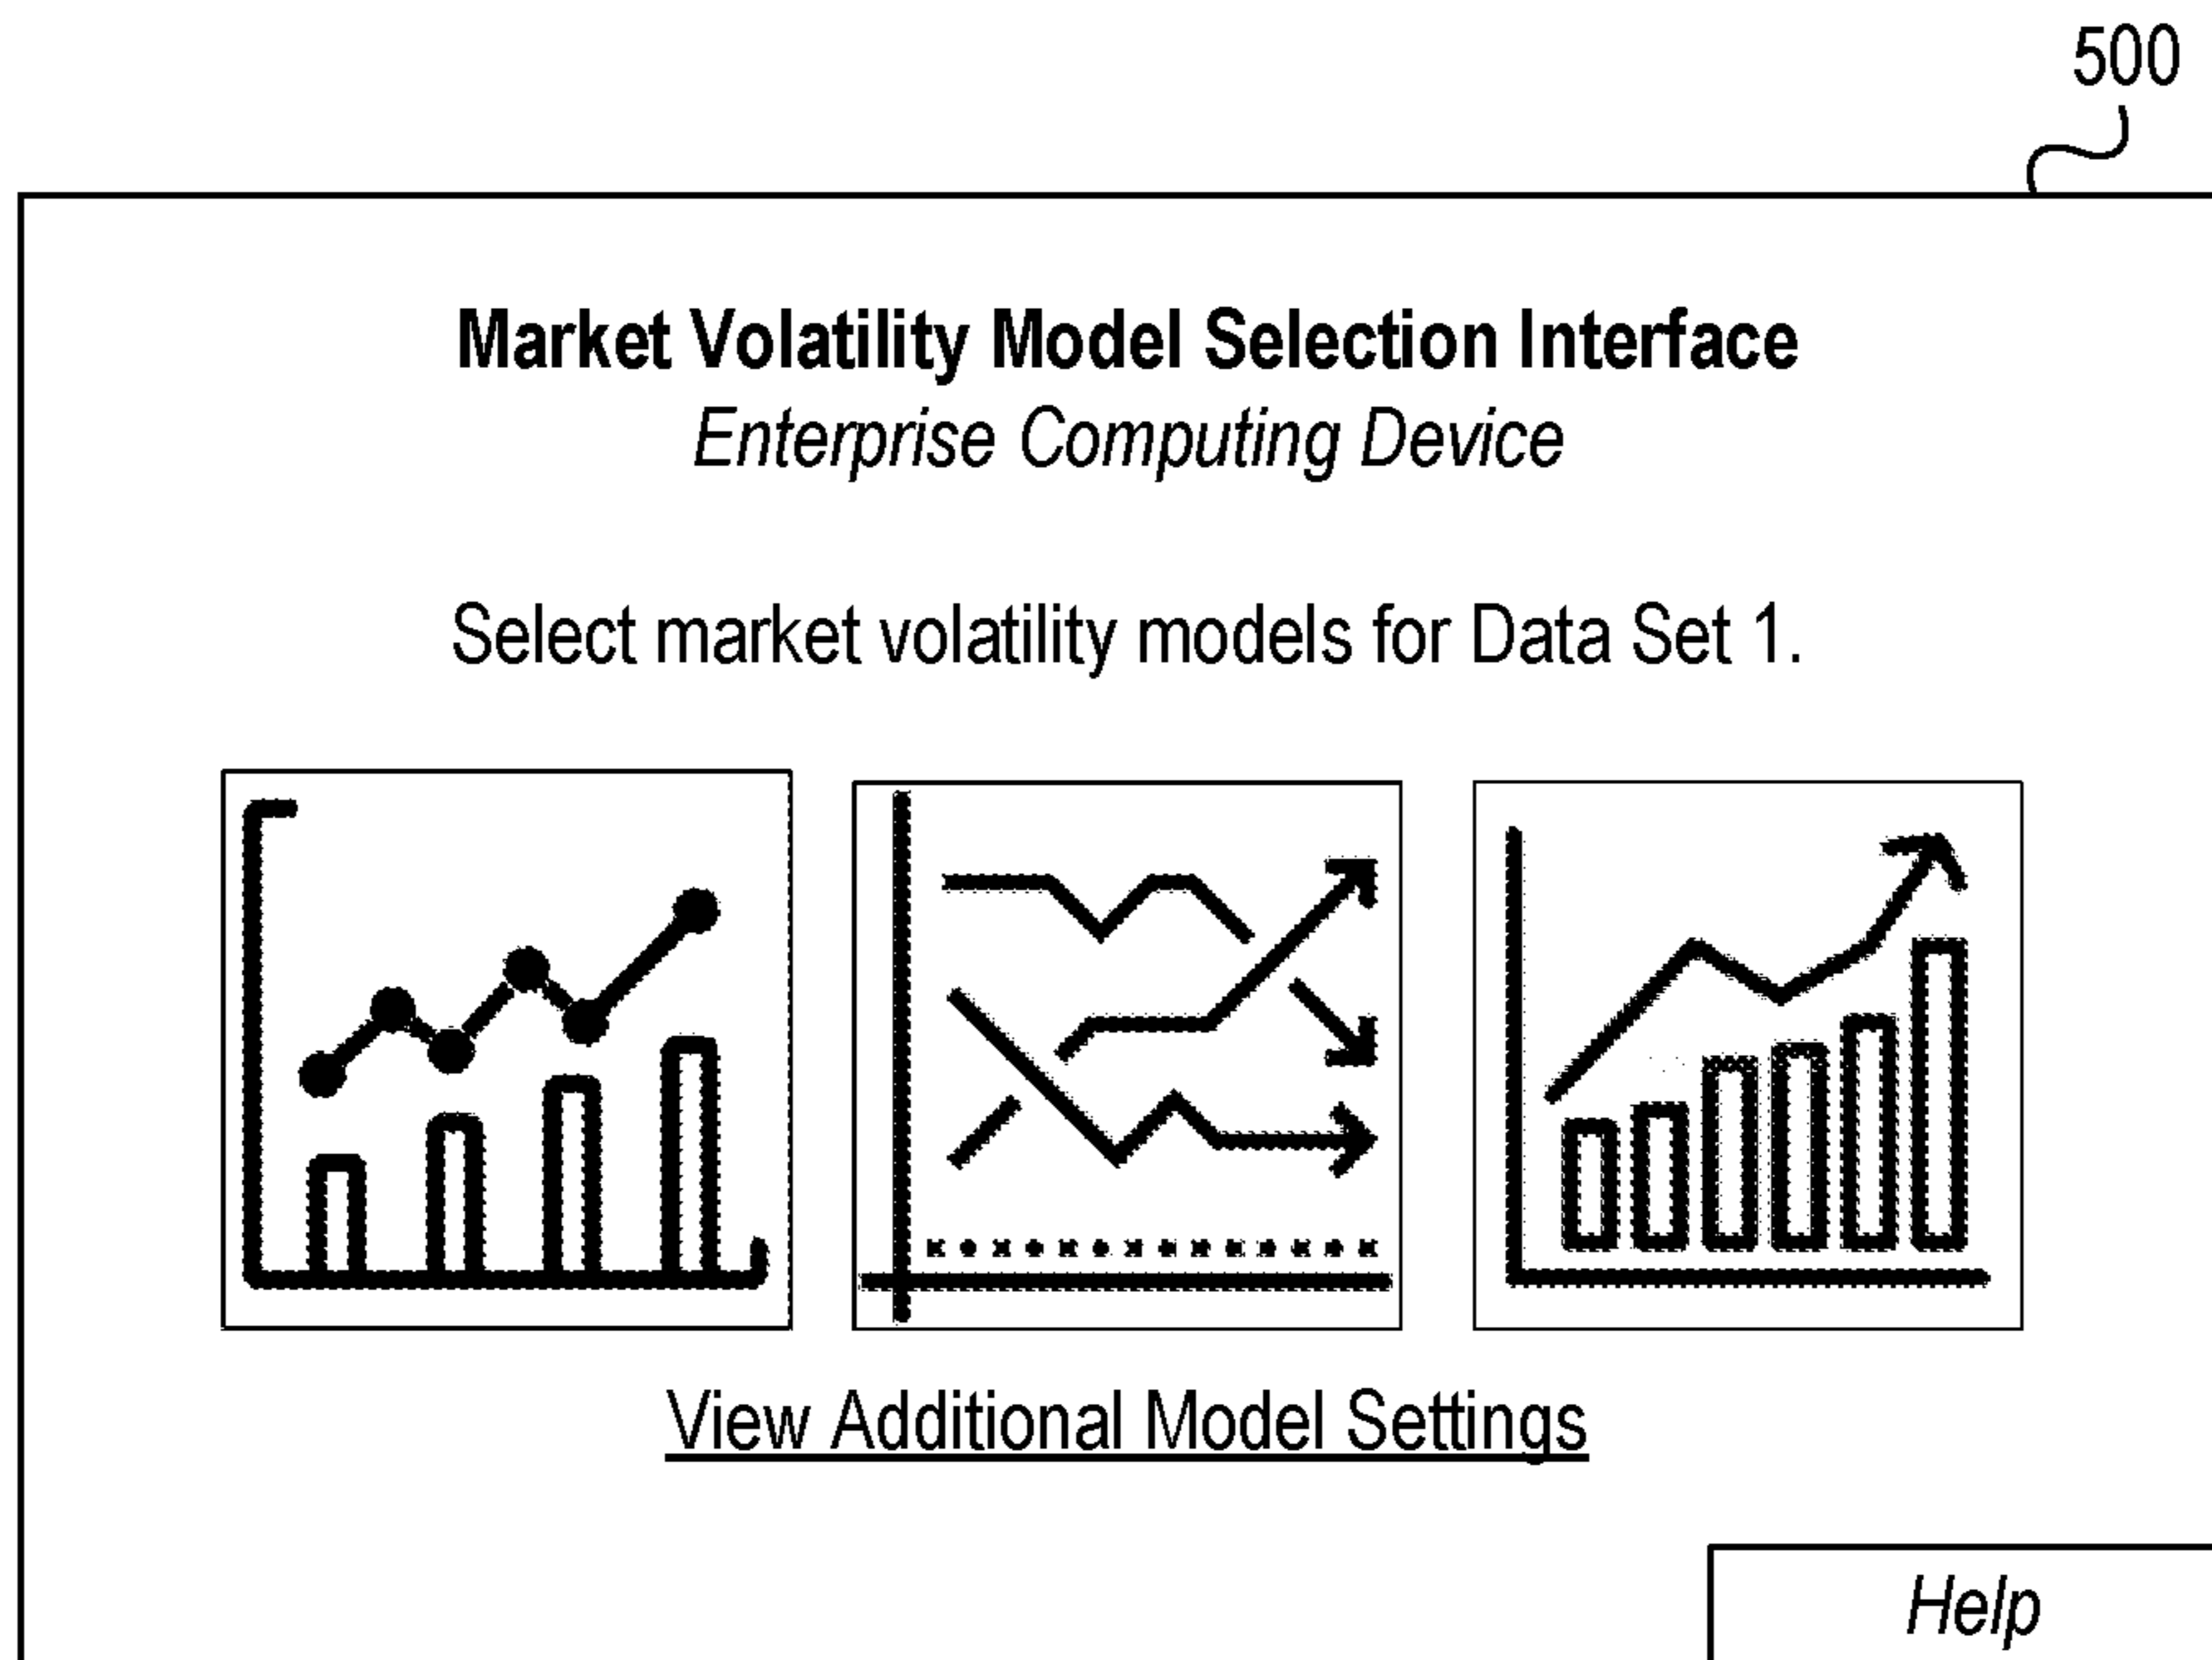 500
Market Volatility Model Selection Interface
Enterprise Computing Device
Select market volatility models for Data Set 1.
View Additional Model Settings
Help